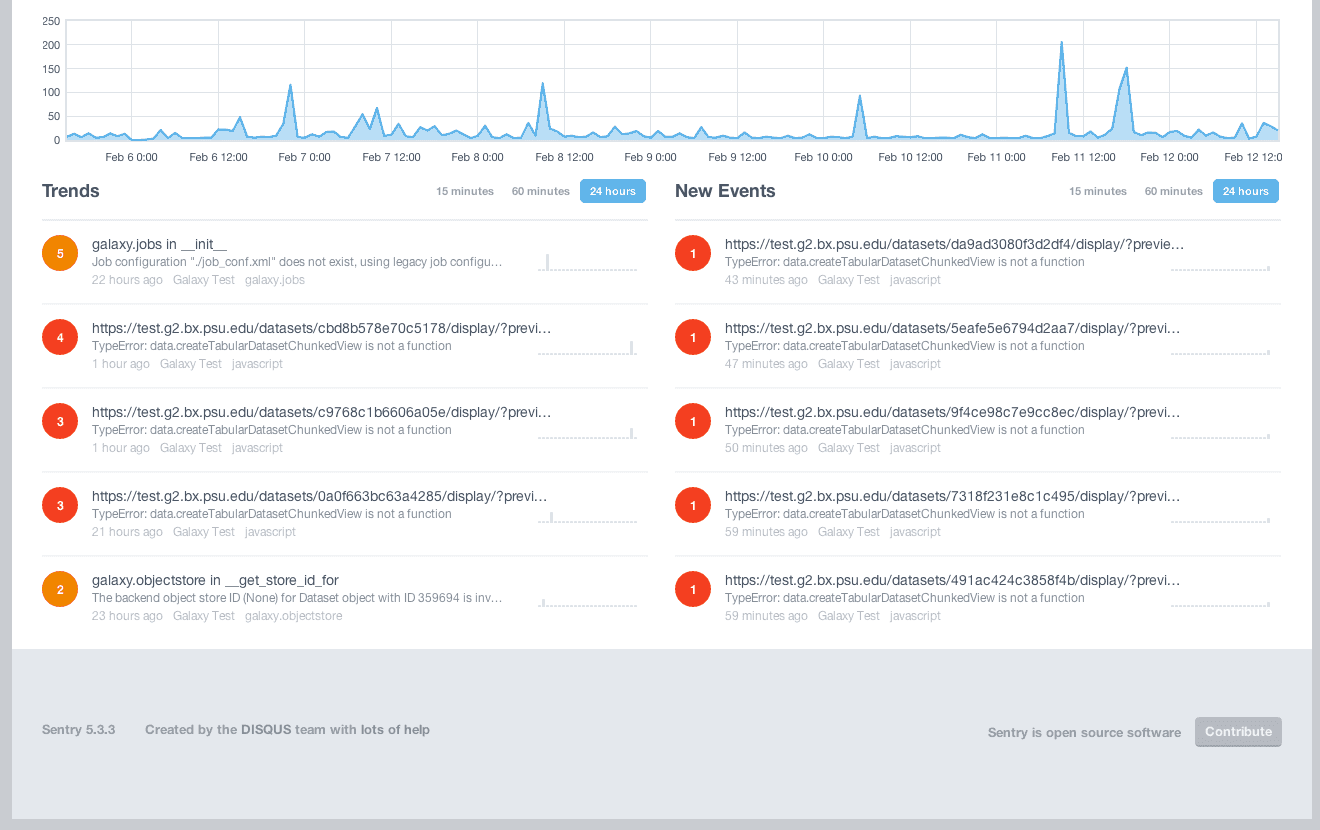 250
200
150
100
50
0
Feb 6 0:00 Feb 6 12:00 Feb 7 0:00 Feb 7 12:00 Feb 8 0:00 Feb 8 12:00 Feb 9 0:00 Feb 9 12:00 Feb 10 0:00 Feb 10 12:00 Feb 11 0:00 Feb 11 12:00 Feb 12 0:00 Feb 12 12:0
Trends 15 minutes 60 minutes 24 hours
5
galaxy.jobs in __init__
Job configuration "./job_conf.xml" does not exist, using legacy job configu…
22 hours ago Galaxy Test galaxy.jobs
4
https://test.g2.bx.psu.edu/datasets/cbd8b578e70c5178/display/?previ…
TypeError: data.createTabularDatasetChunkedView is not a function
1 hour ago Galaxy Test javascript
3
https://test.g2.bx.psu.edu/datasets/c9768c1b6606a05e/display/?previ…
TypeError: data.createTabularDatasetChunkedView is not a function
1 hour ago Galaxy Test javascript
3
https://test.g2.bx.psu.edu/datasets/0a0f663bc63a4285/display/?previ…
TypeError: data.createTabularDatasetChunkedView is not a function
21 hours ago Galaxy Test javascript
2
galaxy.objectstore in __get_store_id_for
The backend object store ID (None) for Dataset object with ID 359694 is inv…
23 hours ago Galaxy Test galaxy.objectstore
New Events 15 minutes 60 minutes 24 hours
1
https://test.g2.bx.psu.edu/datasets/da9ad3080f3d2df4/display/?previe…
TypeError: data.createTabularDatasetChunkedView is not a function
43 minutes ago Galaxy Test javascript
1
https://test.g2.bx.psu.edu/datasets/5eafe5e6794d2aa7/display/?previ…
TypeError: data.createTabularDatasetChunkedView is not a function
47 minutes ago Galaxy Test javascript
1
https://test.g2.bx.psu.edu/datasets/9f4ce98c7e9cc8ec/display/?previ…
TypeError: data.createTabularDatasetChunkedView is not a function
50 minutes ago Galaxy Test javascript
1
https://test.g2.bx.psu.edu/datasets/7318f231e8c1c495/display/?previ…
TypeError: data.createTabularDatasetChunkedView is not a function
59 minutes ago Galaxy Test javascript
1
https://test.g2.bx.psu.edu/datasets/491ac424c3858f4b/display/?previ…
TypeError: data.createTabularDatasetChunkedView is not a function
59 minutes ago Galaxy Test javascript
Sentry 5.3.3 Created by the DISQUS team with lots of help
Sentry is open source software Contribute